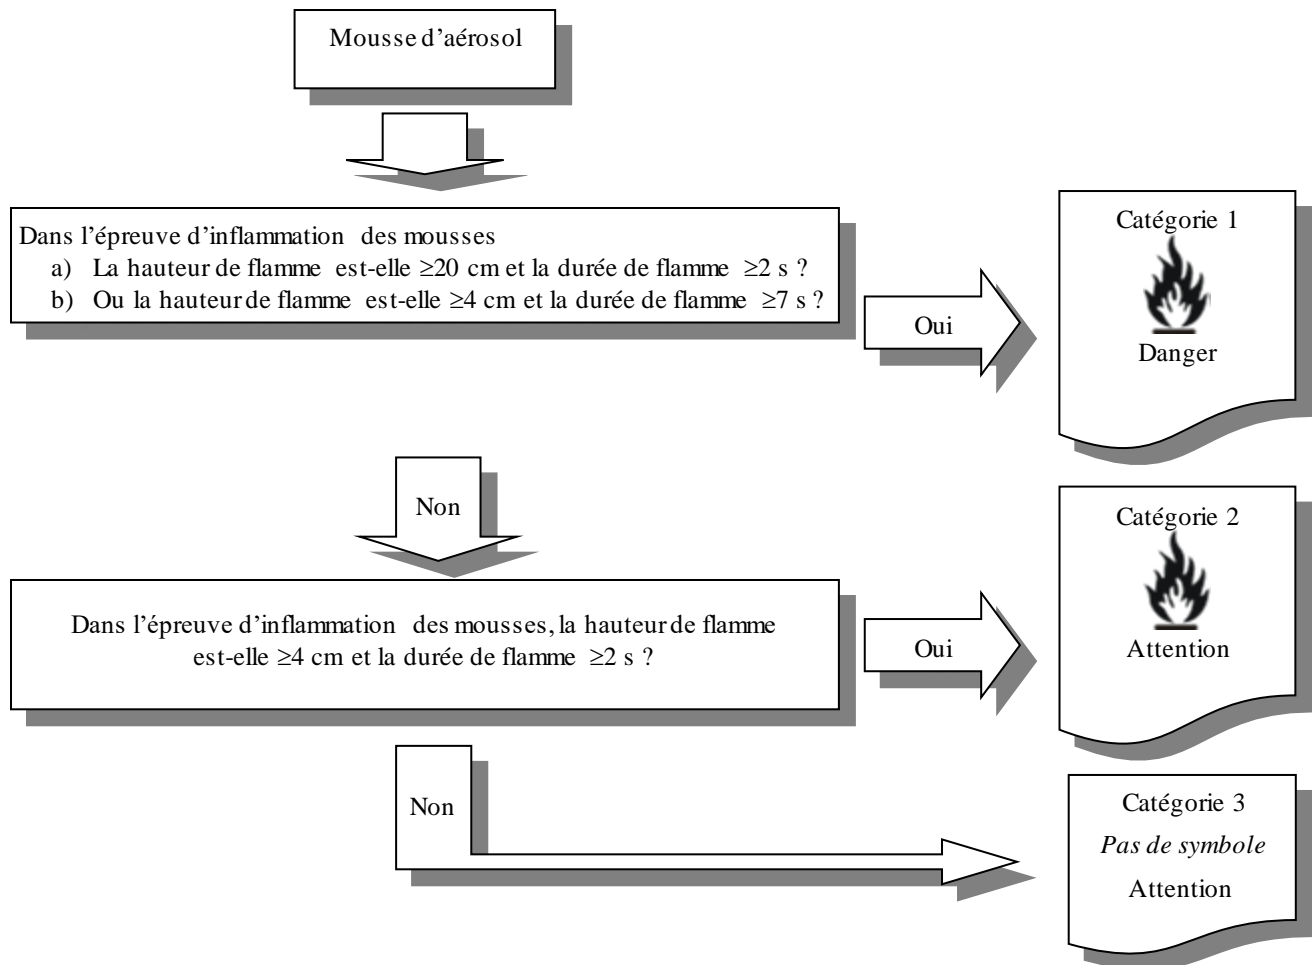 Mousse d'aérosol
Dans l'épreuve d'inflammation des mousses
a) La hauteur de flamme est-elle ≥20 cm et la durée de flamme ≥2 s ?
b) Ou la hauteur de flamme est-elle ≥4 cm et la durée de flamme ≥7 s ?
Oui
Catégorie 1
Danger
Non
Dans l'épreuve d'inflammation des mousses, la hauteur de flamme
est-elle ≥4 cm et la durée de flamme ≥2 s ?
Oui
Catégorie 2
Attention
Non
Catégorie 3
Pas de symbole
Attention